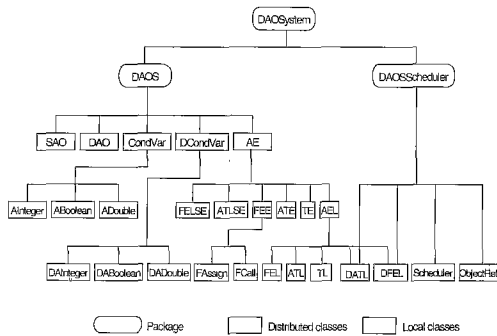 DAOSystem
DAOS
DAOSScheduler
SAO DAO CondVar DCondVar AE
AInteger ABoolean ADouble
FELSE ATLSE FEE ATE TE AEL
DAInteger DABoolean DADouble FAssign FCall FEL ATL TL DATL DFEL Scheduler ObjectRef
Package Distributed classes Local classes